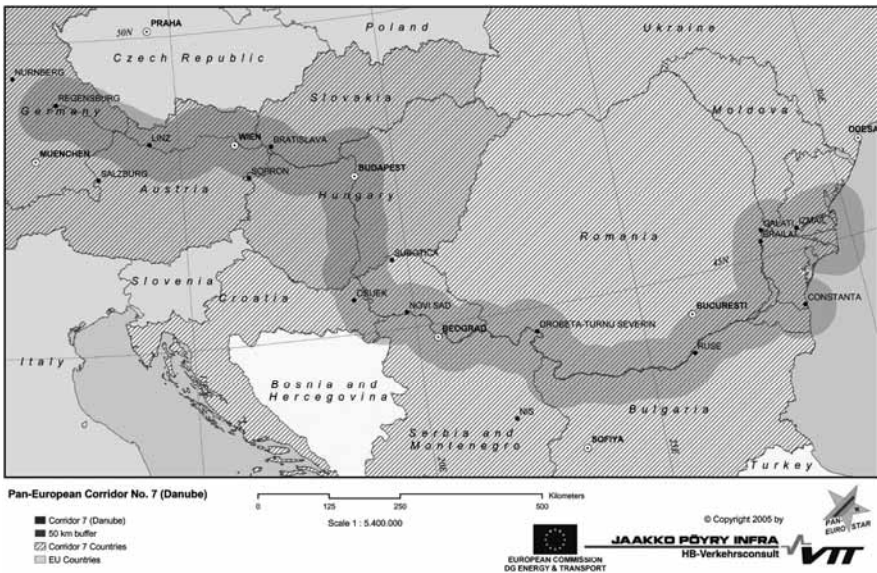 PRAHA
50N
Poland
Ukraine
Czech Republic
NURNBERG
REGENSBURG
Germany
Slovakia
Moldova
30E
ODESA
LINZ
WIEN
BRATISLAVA
MUENCHEN
SALZBURG
Austria
SOPRON
BUDAPEST
Hungary
GALATI
IZMAIL
BRAILA
Romania
45N
SUBOTICA
Slovenia
Croatia
OSIJEK
NOVI SAD
BEOGRAD
DROBETA-TURNU SEVERIN
BUCURESTI
CONSTANTA
RUSE
Italy
Bosnia and
Hercegovina
NIS
Serbia and
Montenegro
Bulgaria
SOFIYA
20E
25E
Turkey
Pan-European Corridor No. 7 (Danube)
Kilometers
0 125 250 500
Scale 1 : 5.400.000
Corridor 7 (Danube)
50 km buffer
Corridor 7 Countries
EU Countries
EUROPEAN COMMISSION
DG ENERGY & TRANSPORT
© Copyright 2005 by
JAAKKO PÖYRY INFRA
HB-Verkehrsconsult
VTT
PAN-
EURO STAR